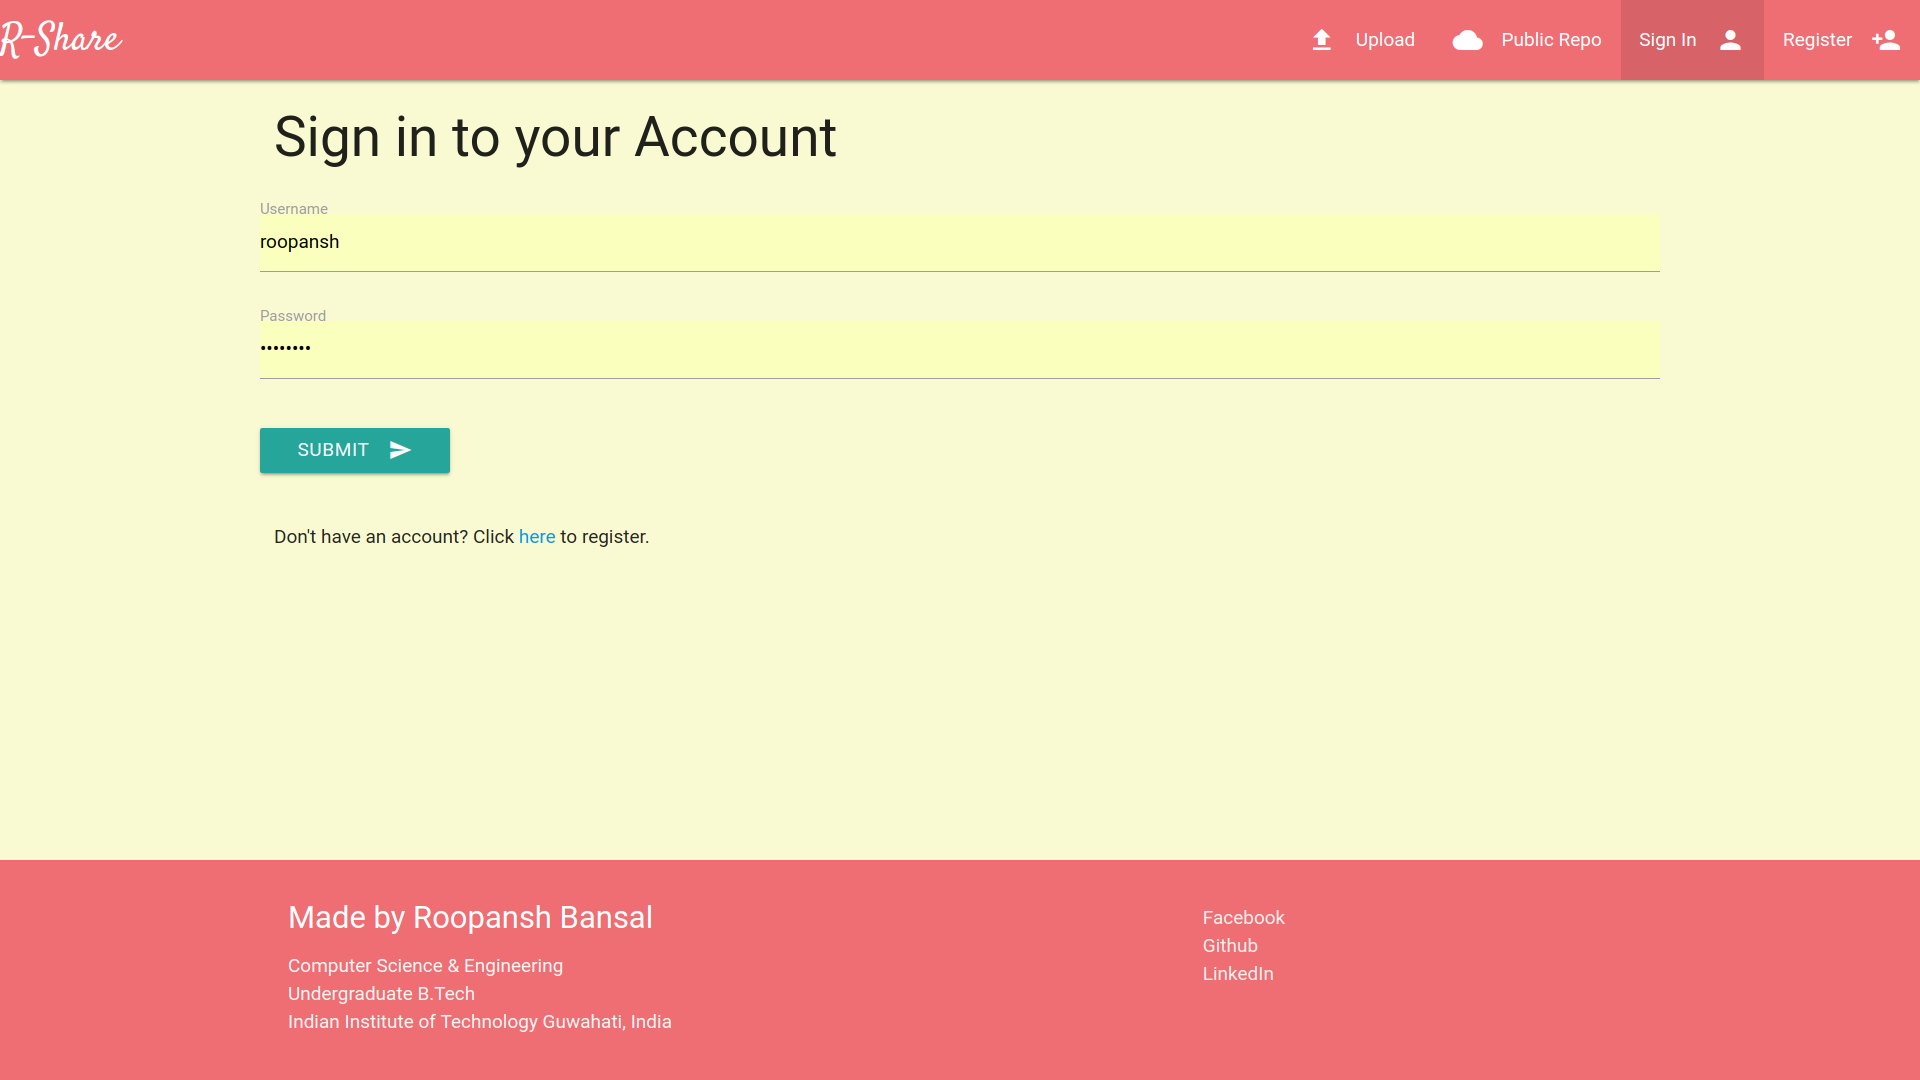 R-Share
Upload
Public Repo
Sign In
Register
Sign in to your Account
Username
roopansh
Password
••••••••
SUBMIT
Don't have an account? Click here to register.
Made by Roopansh Bansal
Computer Science & Engineering
Undergraduate B.Tech
Indian Institute of Technology Guwahati, India
Facebook
Github
LinkedIn